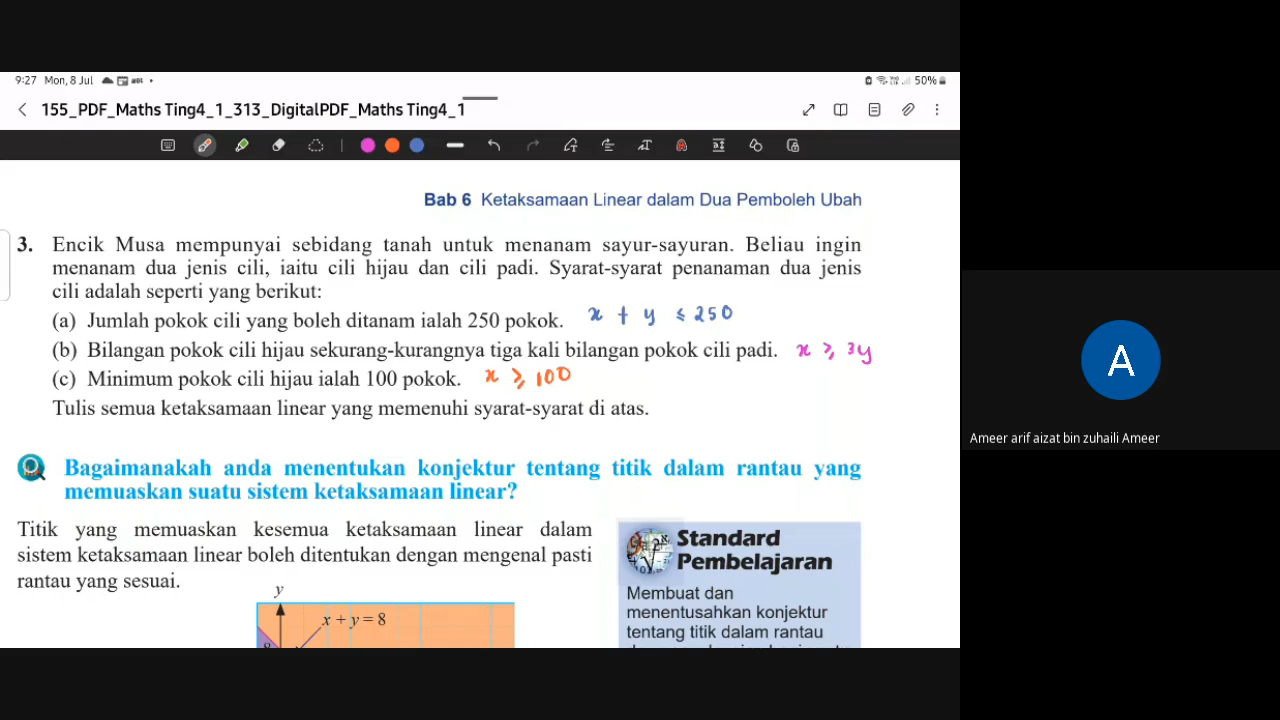 9:27 Mon, 8 Jul
50%
155_PDF_Maths Ting4_1_313_DigitalPDF_Maths Ting4_1
Bab 6 Ketaksamaan Linear dalam Dua Pemboleh Ubah
3. Encik Musa mempunyai sebidang tanah untuk menanam sayur-sayuran. Beliau ingin
menanam dua jenis cili, iaitu cili hijau dan cili padi. Syarat-syarat penanaman dua jenis
cili adalah seperti yang berikut:
(a) Jumlah pokok cili yang boleh ditanam ialah 250 pokok. x + y ≤ 250
(b) Bilangan pokok cili hijau sekurang-kurangnya tiga kali bilangan pokok cili padi. x ≥ 3y
(c) Minimum pokok cili hijau ialah 100 pokok. x ≥ 100
Tulis semua ketaksamaan linear yang memenuhi syarat-syarat di atas.
Bagaimanakah anda menentukan konjektur tentang titik dalam rantau yang
memuaskan suatu sistem ketaksamaan linear?
Titik yang memuaskan kesemua ketaksamaan linear dalam
sistem ketaksamaan linear boleh ditentukan dengan mengenal pasti
rantau yang sesuai.
y
x + y = 8
Standard
Pembelajaran
Membuat dan
menentusahkan konjektur
tentang titik dalam rantau
A
Ameer arif aizat bin zuhaili Ameer